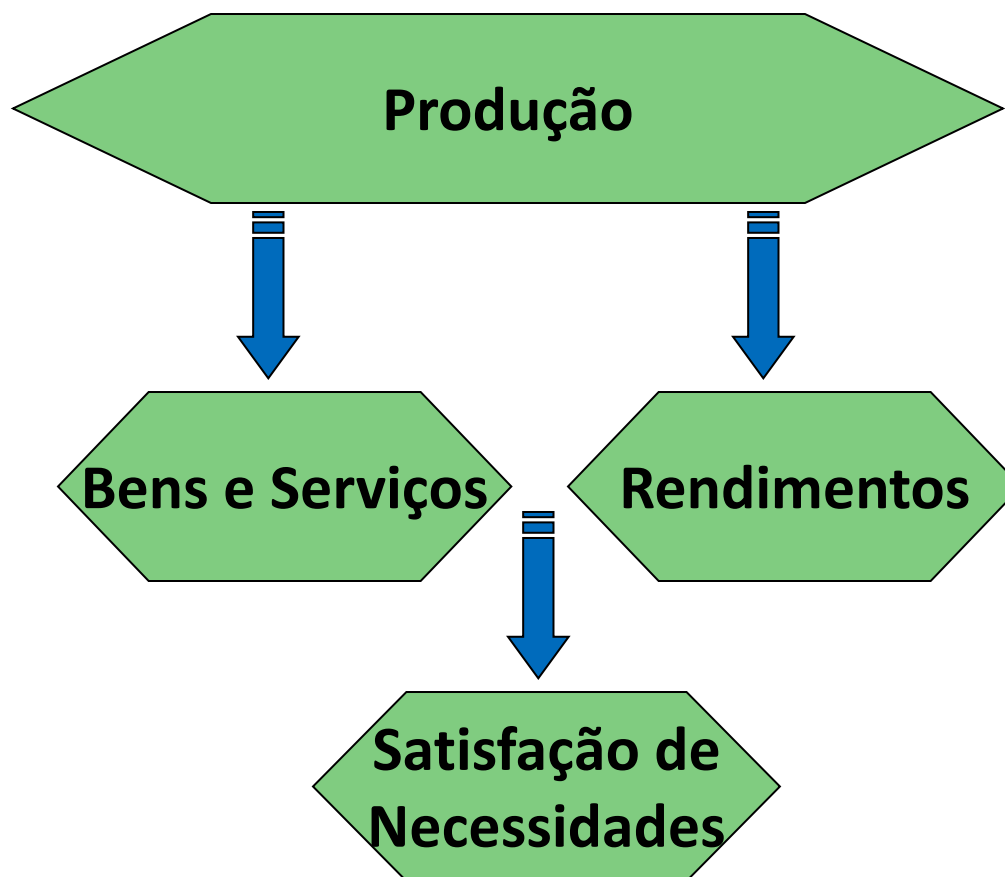 Produção
Bens e Serviços
Rendimentos
Satisfação de
Necessidades